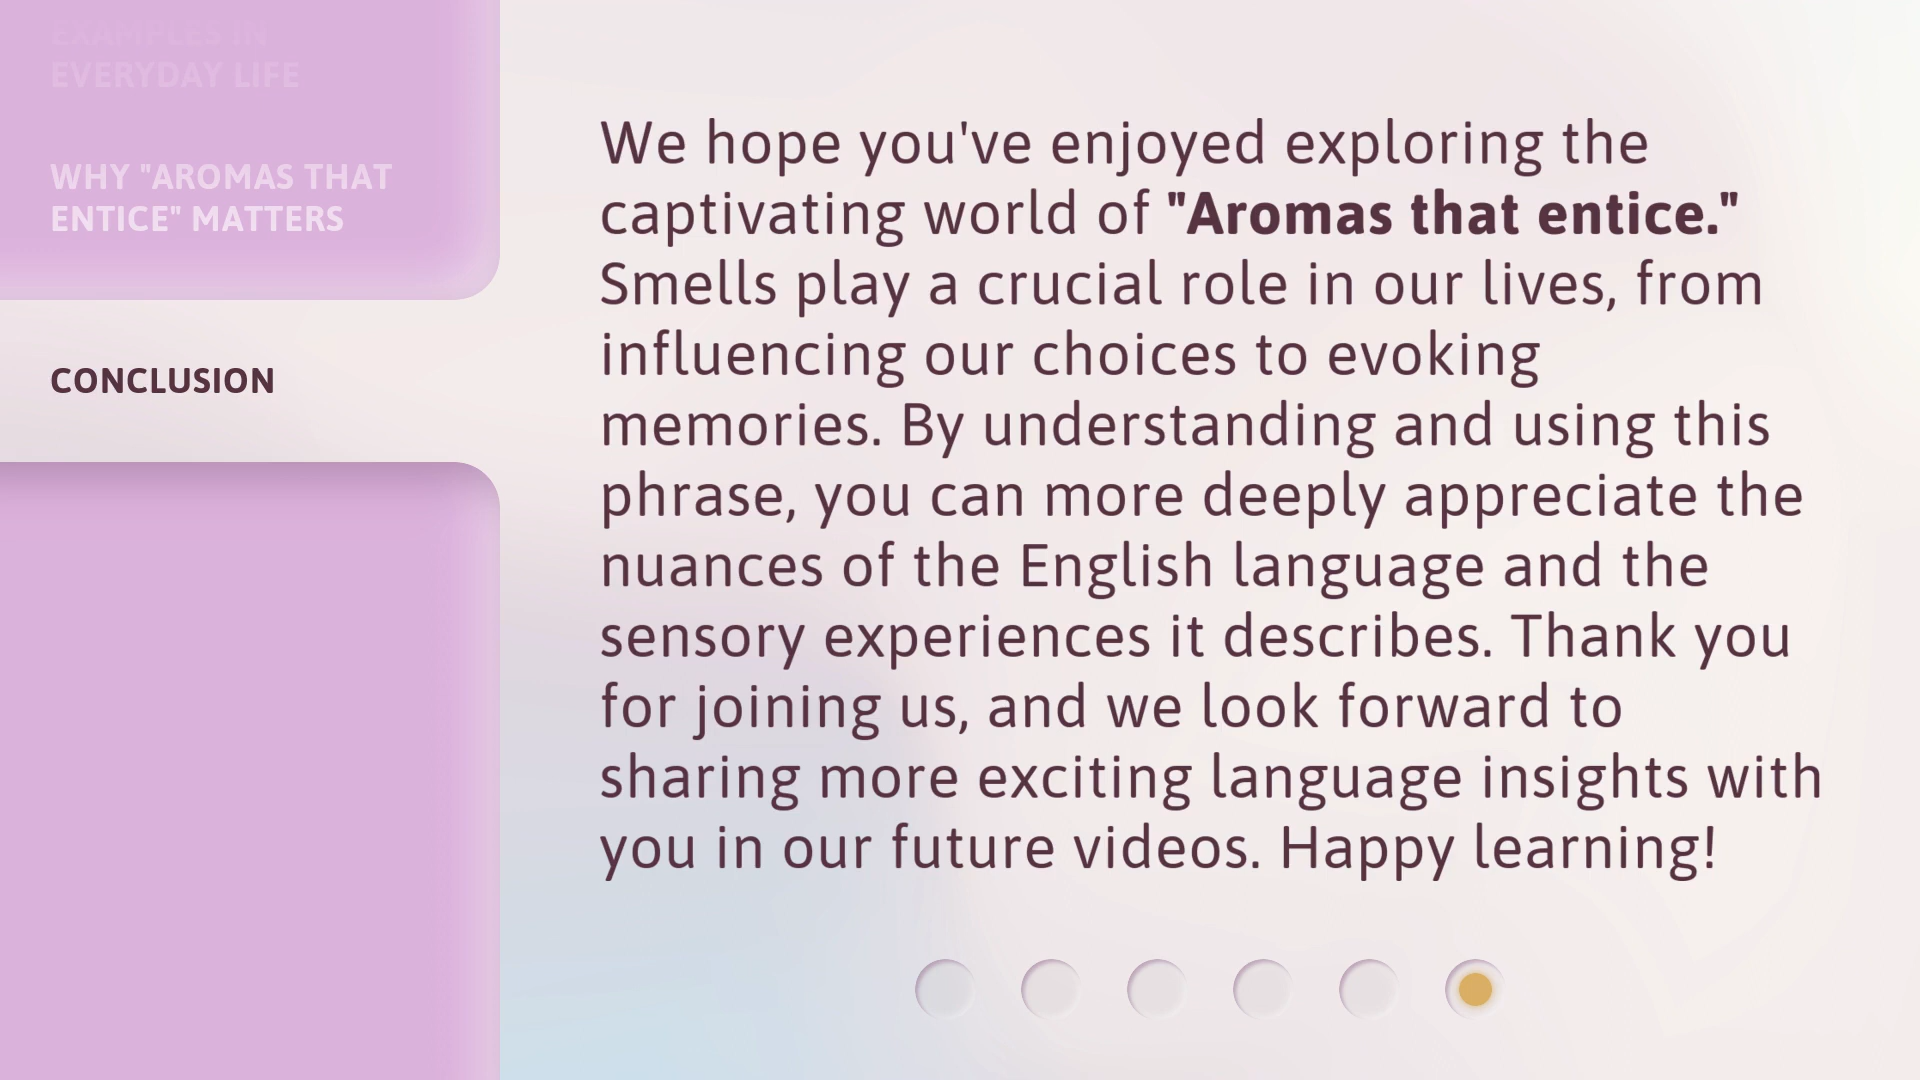 EXAMPLES IN
EVERYDAY LIFE
WHY "AROMAS THAT
ENTICE" MATTERS
CONCLUSION
We hope you've enjoyed exploring the
captivating world of "Aromas that entice."
Smells play a crucial role in our lives, from
influencing our choices to evoking
memories. By understanding and using this
phrase, you can more deeply appreciate the
nuances of the English language and the
sensory experiences it describes. Thank you
for joining us, and we look forward to
sharing more exciting language insights with
you in our future videos. Happy learning!